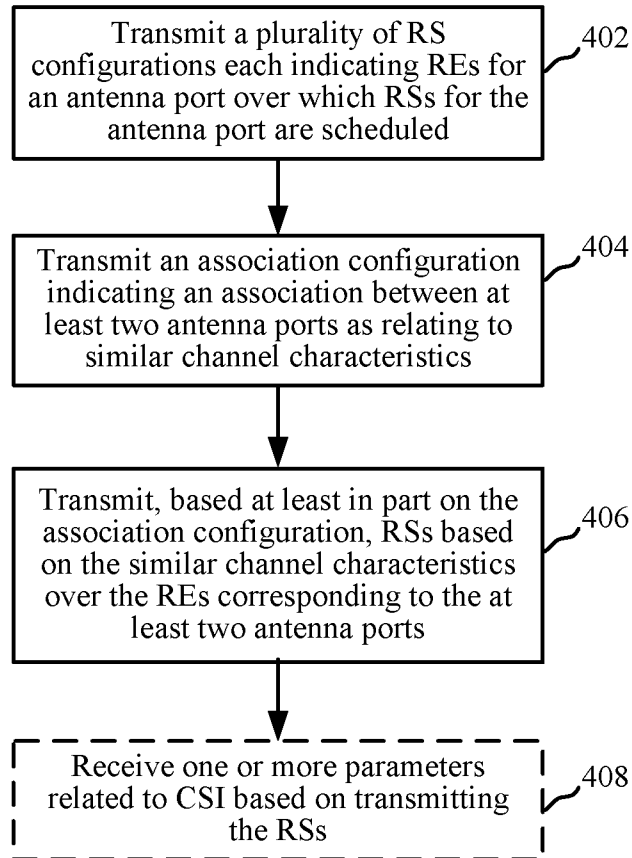 Transmit a plurality of RS
configurations each indicating REs for
an antenna port over which RSs for the
antenna port are scheduled
402
Transmit an association configuration
indicating an association between at
least two antenna ports as relating to
similar channel characteristics
404
Transmit, based at least in part on the
association configuration, RSs based
on the similar channel characteristics
over the REs corresponding to the at
least two antenna ports
406
Receive one or more parameters
related to CSI based on transmitting
the RSs
408